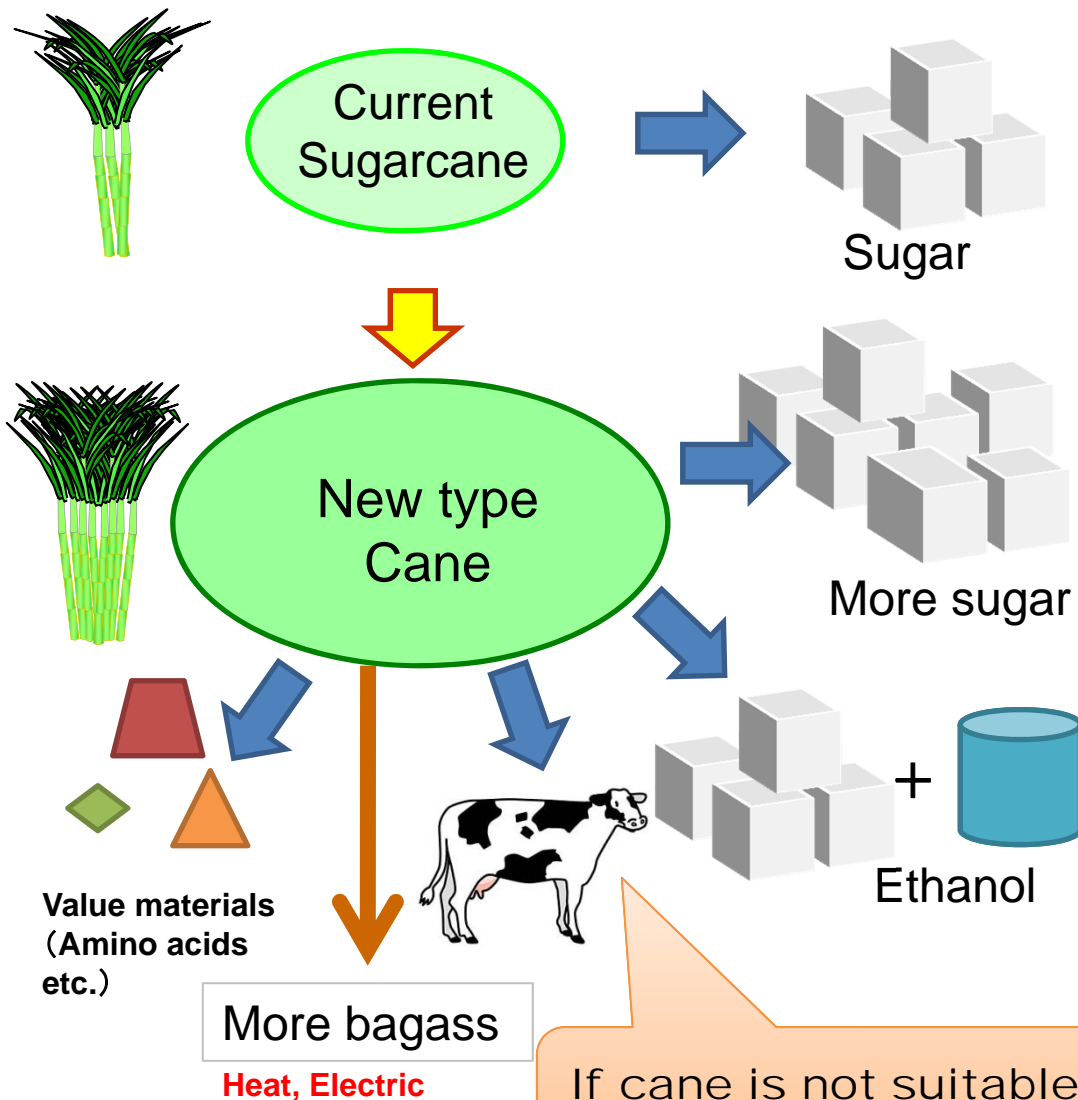 Current
Sugarcane
Sugar
New type
Cane
More sugar
+
Ethanol
Value materials
（Amino acids
etc.）
More bagass
Heat, Electric
If cane is not suitable